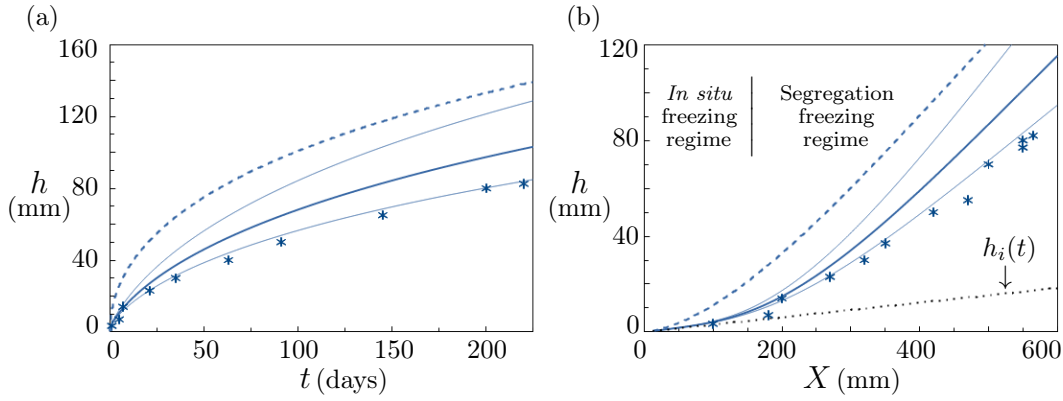 (a)
160
120
80
40
0
h
(mm)
0
50
100
150
200
t (days)
(b)
120
80
40
0
h
(mm)
In situ
freezing
regime
Segregation
freezing
regime
h_i(t)
0
200
400
600
X (mm)